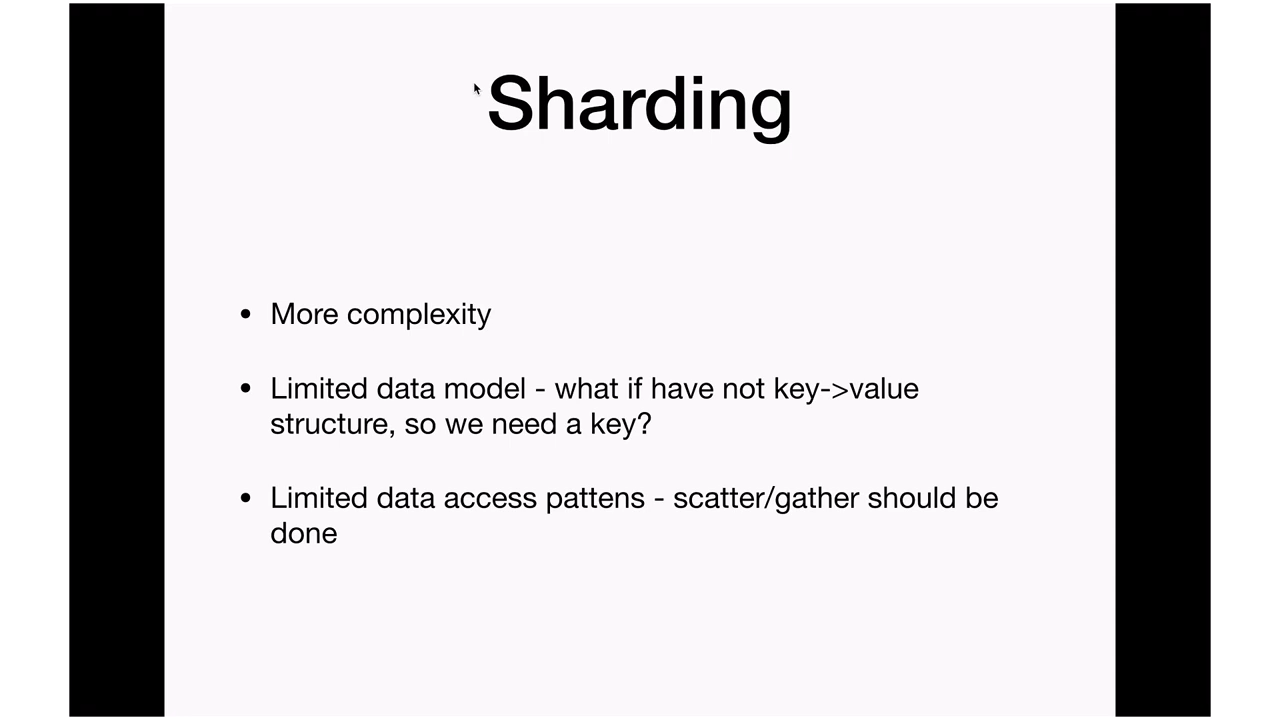 Sharding
• More complexity
• Limited data model - what if have not key->value
structure, so we need a key?
• Limited data access pattens - scatter/gather should be
done